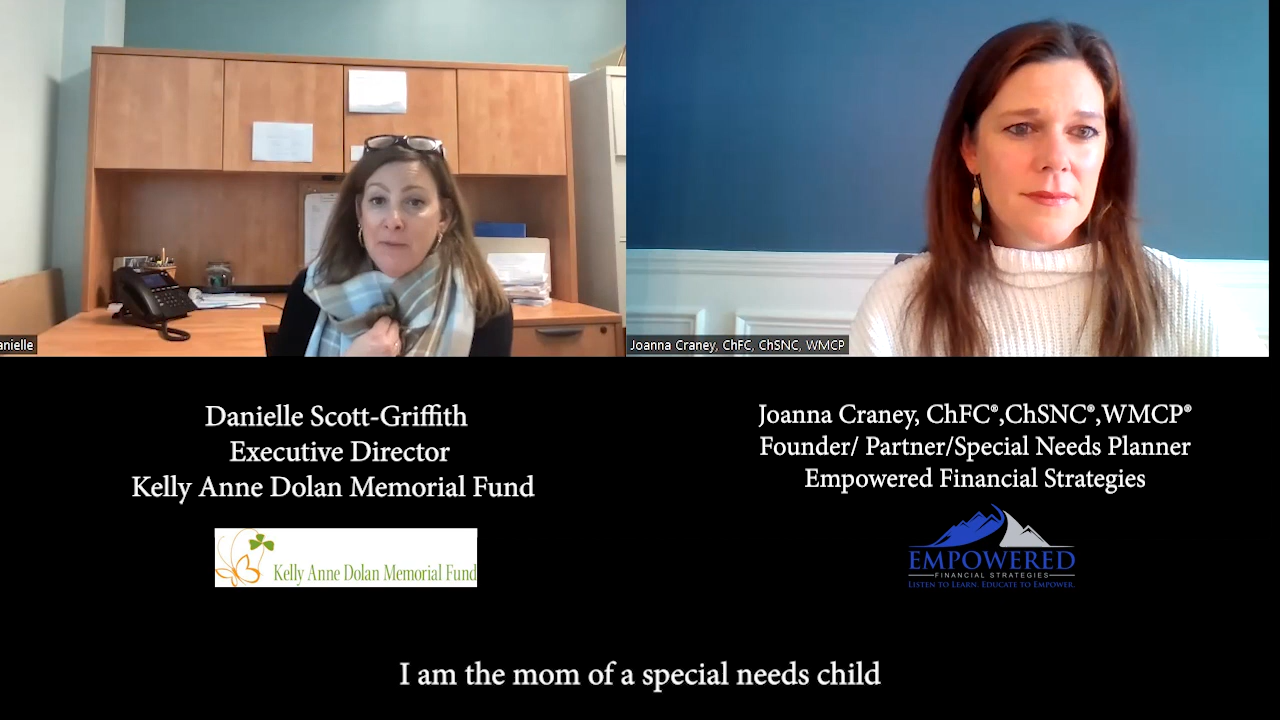 anielle
Joanna Craney, ChFC, ChSNC, WMCP
Danielle Scott-Griffith
Executive Director
Kelly Anne Dolan Memorial Fund
Kelly Anne Dolan Memorial Fund
Joanna Craney, ChFC®,ChSNC®,WMCP®
Founder/ Partner/Special Needs Planner
Empowered Financial Strategies
EMPOWERED
FINANCIAL STRATEGIES
LISTEN TO LEARN. EDUCATE TO EMPOWER.
I am the mom of a special needs child